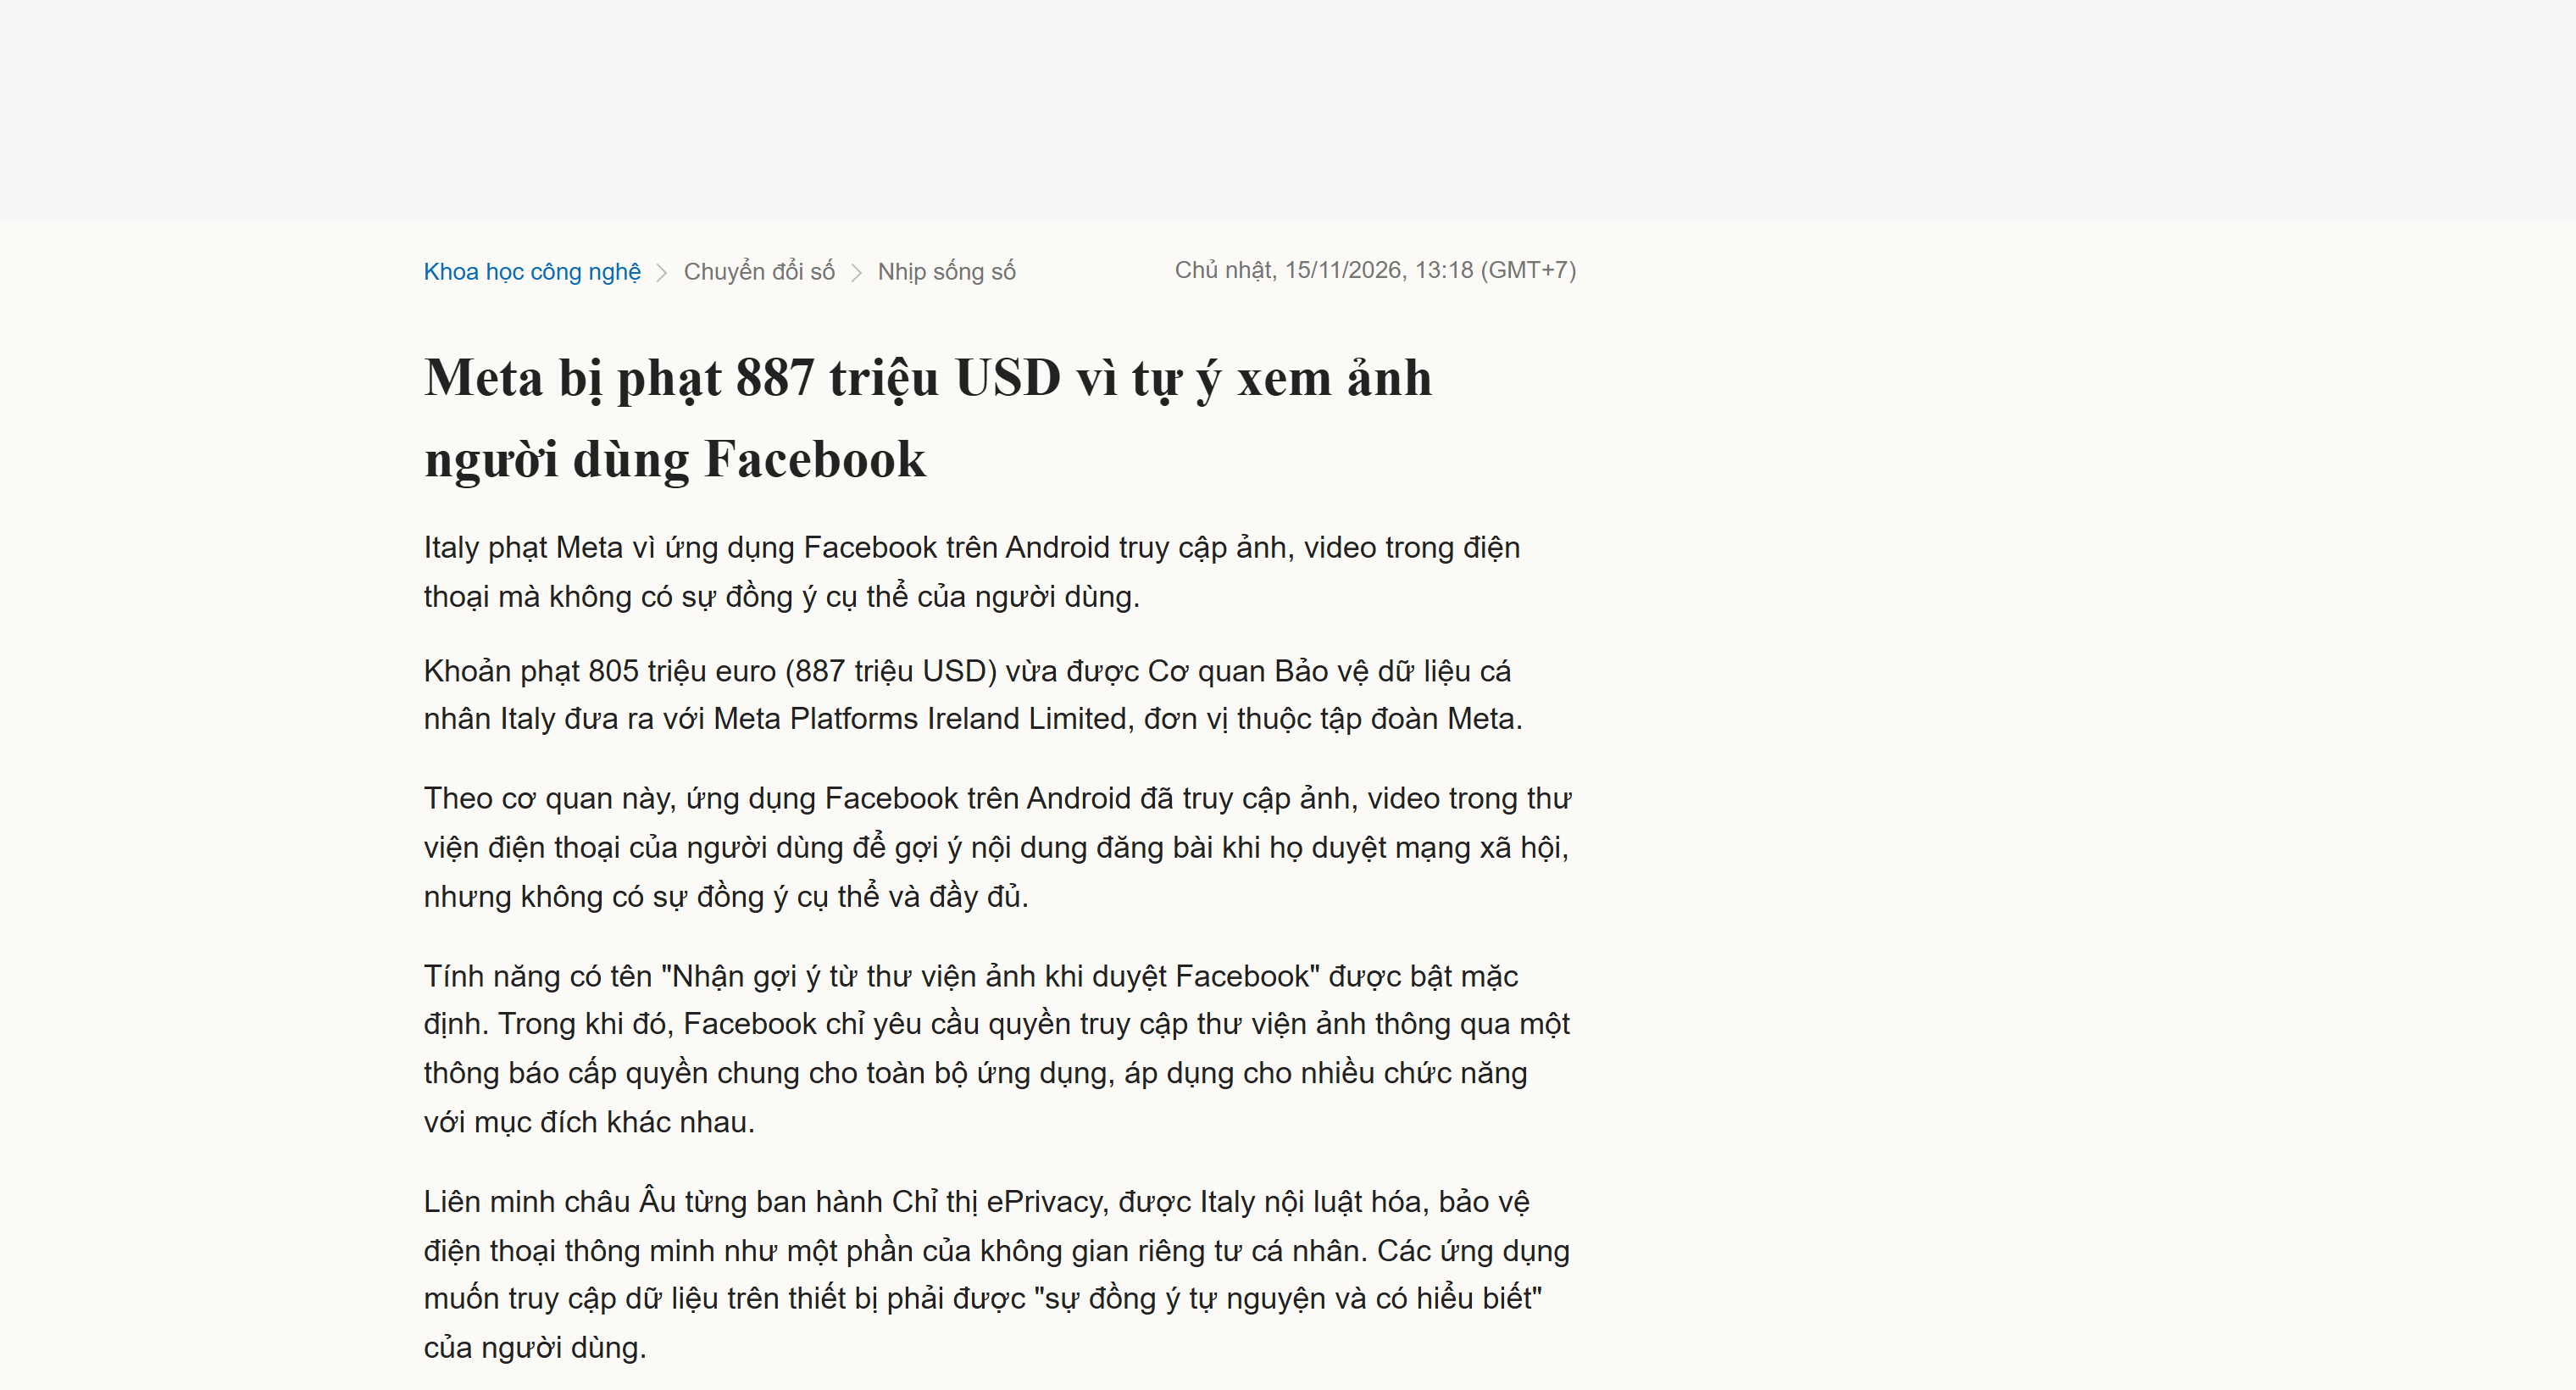 Khoa học công nghệ > Chuyển đổi số > Nhịp sống số Chủ nhật, 15/11/2026, 13:18 (GMT+7)
Meta bị phạt 887 triệu USD vì tự ý xem ảnh
người dùng Facebook
Italy phạt Meta vì ứng dụng Facebook trên Android truy cập ảnh, video trong điện
thoại mà không có sự đồng ý cụ thể của người dùng.
Khoản phạt 805 triệu euro (887 triệu USD) vừa được Cơ quan Bảo vệ dữ liệu cá
nhân Italy đưa ra với Meta Platforms Ireland Limited, đơn vị thuộc tập đoàn Meta.
Theo cơ quan này, ứng dụng Facebook trên Android đã truy cập ảnh, video trong thư
viện điện thoại của người dùng để gợi ý nội dung đăng bài khi họ duyệt mạng xã hội,
nhưng không có sự đồng ý cụ thể và đầy đủ.
Tính năng có tên "Nhận gợi ý từ thư viện ảnh khi duyệt Facebook" được bật mặc
định. Trong khi đó, Facebook chỉ yêu cầu quyền truy cập thư viện ảnh thông qua một
thông báo cấp quyền chung cho toàn bộ ứng dụng, áp dụng cho nhiều chức năng
với mục đích khác nhau.
Liên minh châu Âu từng ban hành Chỉ thị ePrivacy, được Italy nội luật hóa, bảo vệ
điện thoại thông minh như một phần của không gian riêng tư cá nhân. Các ứng dụng
muốn truy cập dữ liệu trên thiết bị phải được "sự đồng ý tự nguyện và có hiểu biết"
của người dùng.